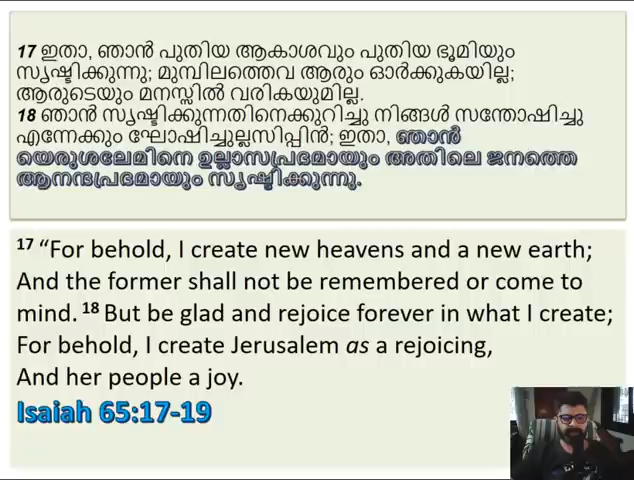 17 ഇതാ, ഞാൻ പുതിയ ആകാശവും പുതിയ ഭൂമിയും
സൃഷ്ടിക്കുന്നു; മുമ്പിലത്തെവ ആരും ഓർക്കുകയില്ല;
ആരുടെയും മനസ്സിൽ വരികയുമില്ല.
18 ഞാൻ സൃഷ്ടിക്കുന്നതിനെക്കുറിച്ചു നിങ്ങൾ സന്തോഷിച്ചു
എന്നേക്കും ഘോഷിച്ചുല്ലസിപ്പിൻ; ഇതാ, ഞാൻ
യെരുശലേമിനെ ഉല്ലാസപ്രദമായും അതിലെ ജനത്തെ
ആനന്ദപ്രദമായും സൃഷ്ടിക്കുന്നു.
17 “For behold, I create new heavens and a new earth;
And the former shall not be remembered or come to
mind. 18 But be glad and rejoice forever in what I create;
For behold, I create Jerusalem as a rejoicing,
And her people a joy.
Isaiah 65:17-19